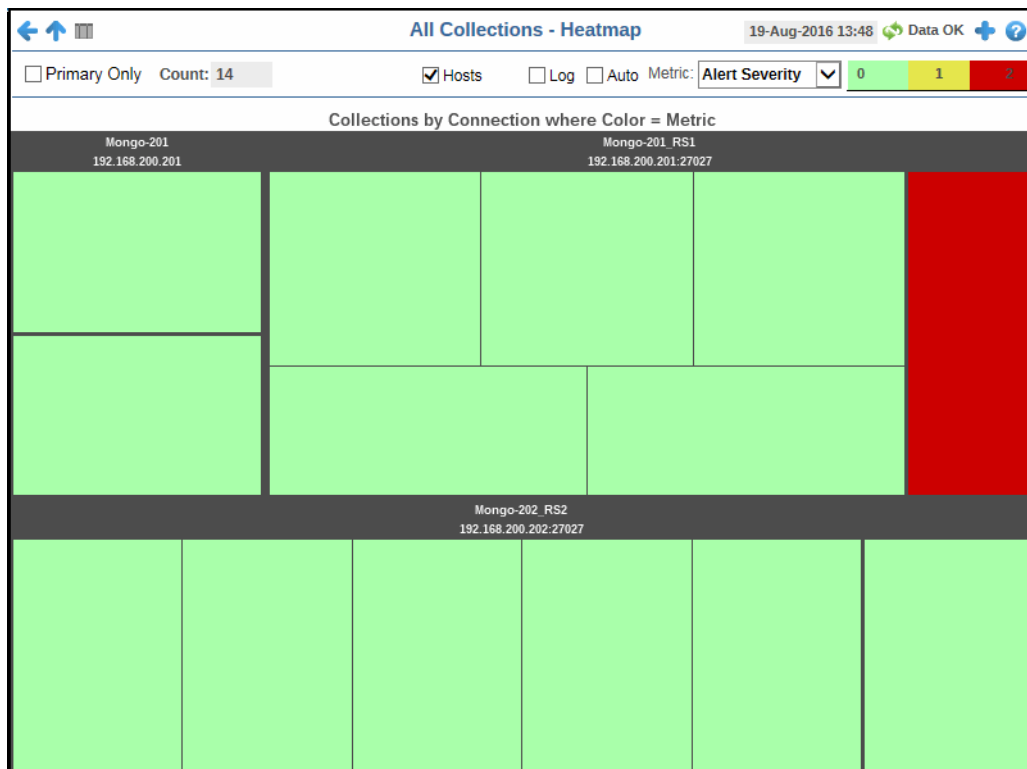 All Collections - Heatmap 19-Aug-2016 13:48 Data OK
Primary Only Count: 14 Hosts Log Auto Metric: Alert Severity 0 1 2
Collections by Connection where Color = Metric
Mongo-201 Mongo-201_RS1
192.168.200.201 192.168.200.201:27027
Mongo-202_RS2
192.168.200.202:27027